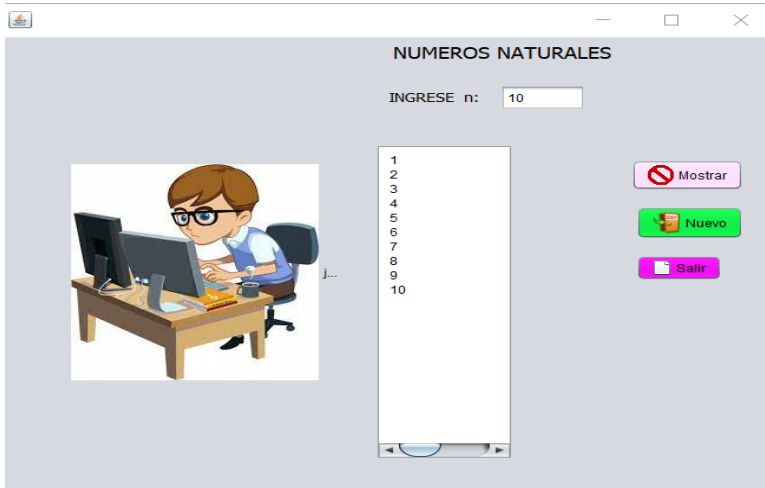 NUMEROS NATURALES
INGRESE n: 10
1
2
3
4
5
6
7
8
9
10
j...
Mostrar
Nuevo
Salir